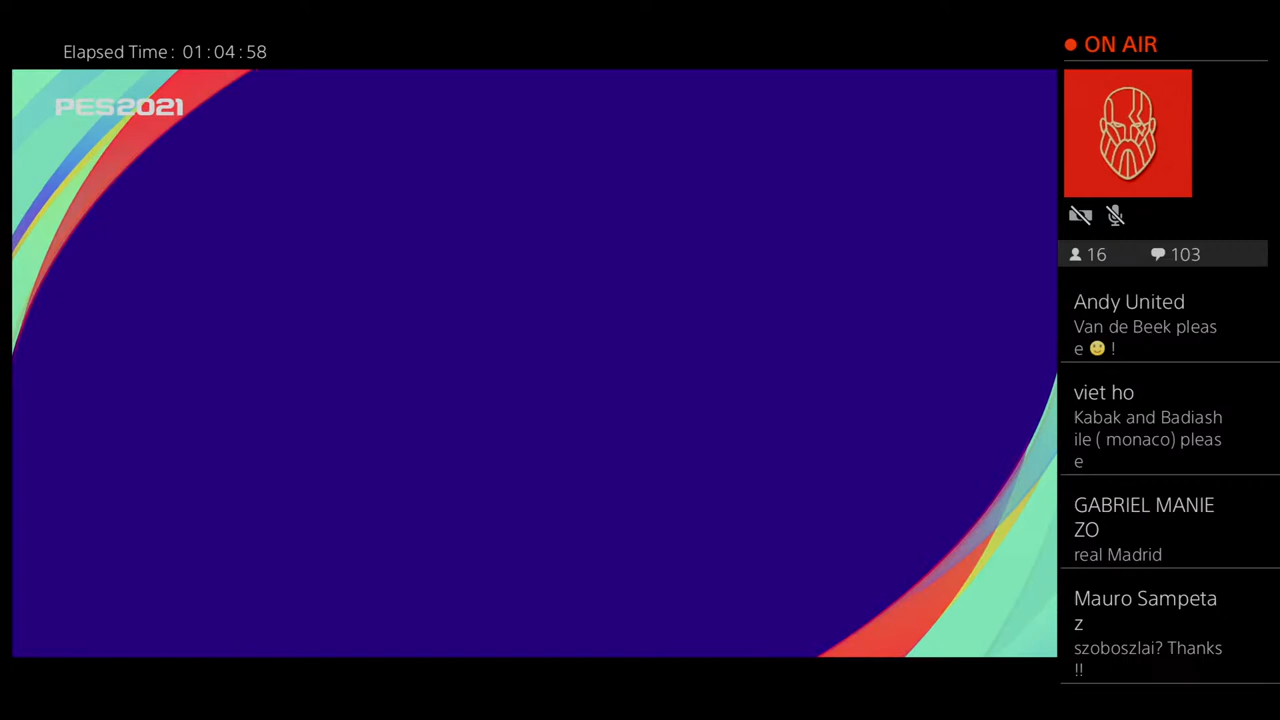 Elapsed Time: 01:04:58
ON AIR
PES2021
16 103
Andy United
Van de Beek pleas
e 🙂 !
viet ho
Kabak and Badiash
ile ( monaco) pleas
e
GABRIEL MANIE
ZO
real Madrid
Mauro Sampeta
z
szoboszlai? Thanks
!!